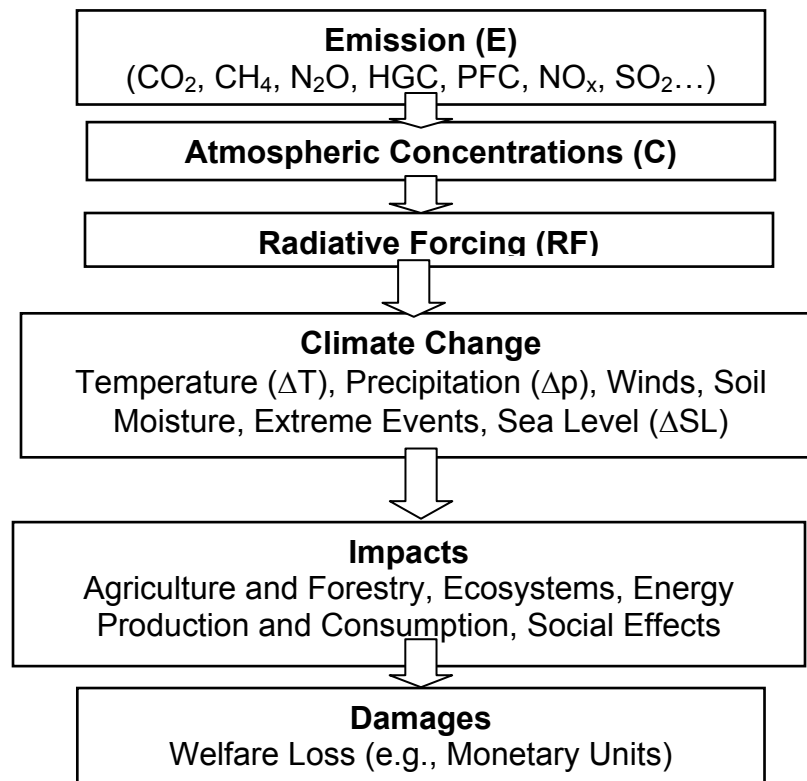 Emission (E)
(CO₂, CH₄, N₂O, HGC, PFC, NOₓ, SO₂…)
Atmospheric Concentrations (C)
Radiative Forcing (RF)
Climate Change
Temperature (∆T), Precipitation (∆p), Winds, Soil
Moisture, Extreme Events, Sea Level (∆SL)
Impacts
Agriculture and Forestry, Ecosystems, Energy
Production and Consumption, Social Effects
Damages
Welfare Loss (e.g., Monetary Units)